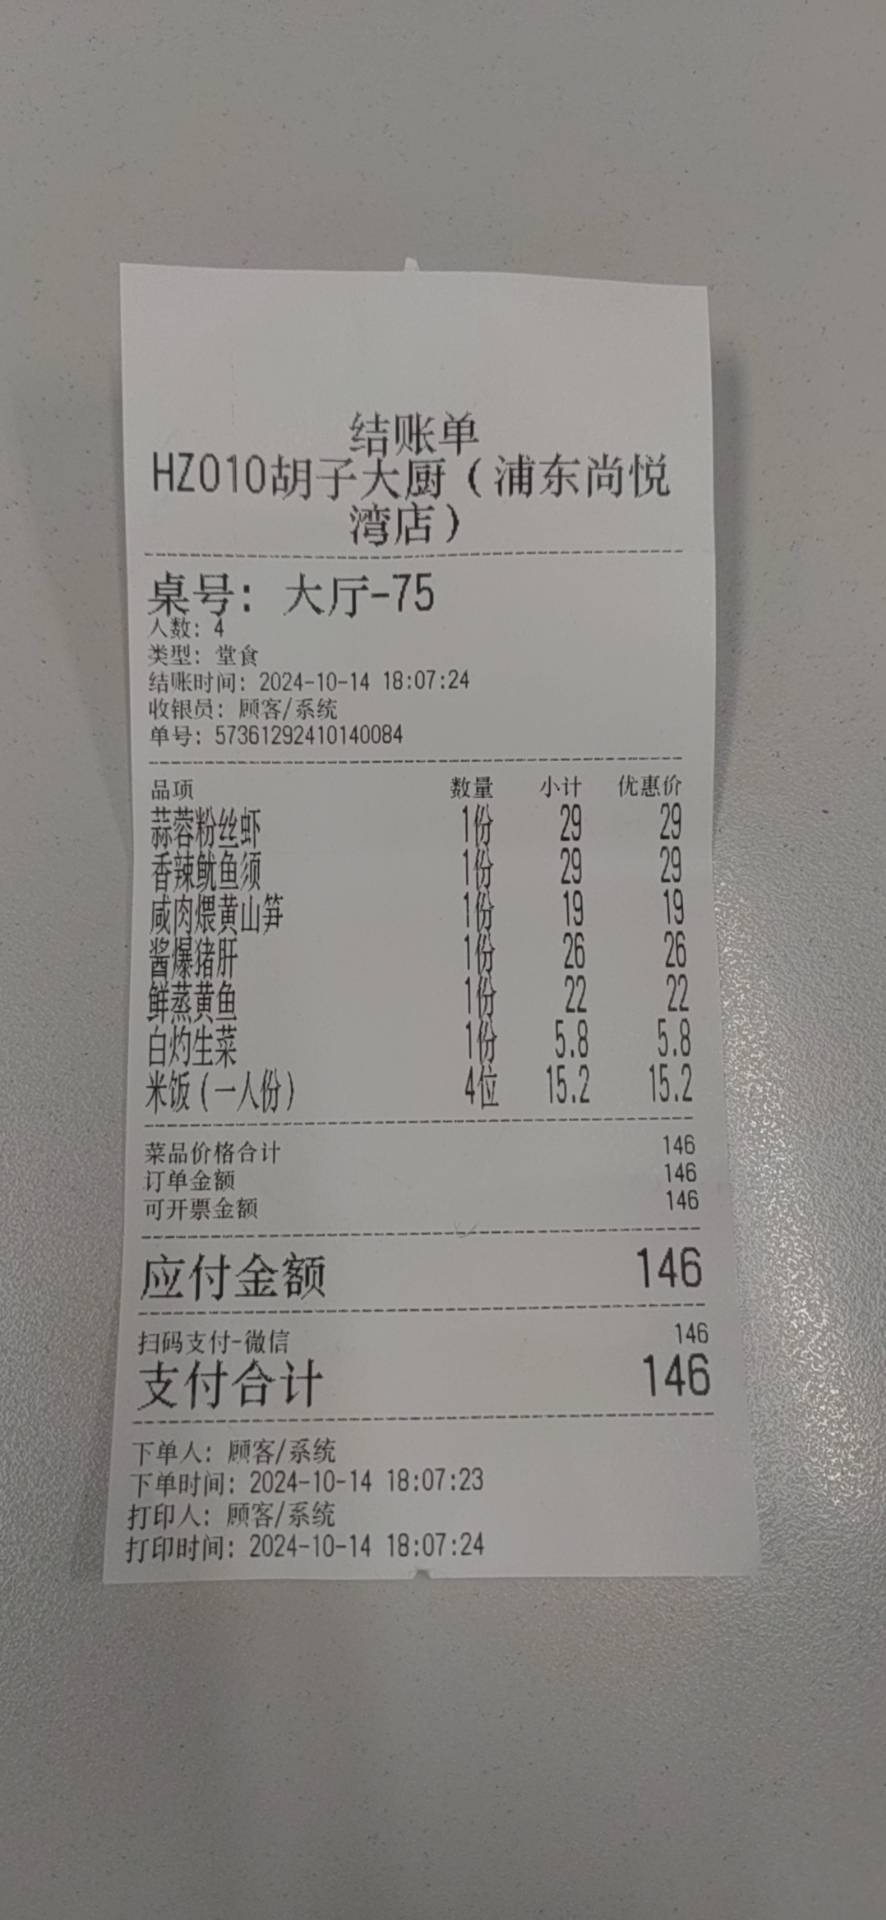 结账单
HZ010胡子大厨（浦东尚悦
湾店）
桌号：大厅-75
人数：4
类型：堂食
结账时间：2024-10-14 18:07:24
收银员：顾客/系统
单号：57361292410140084
品项 数量 小计 优惠价
蒜蓉粉丝虾 1份 29 29
香辣鱿鱼须 1份 29 29
咸肉煨黄山笋 1份 19 19
酱爆猪肝 1份 26 26
鲜蒸黄鱼 1份 22 22
白灼生菜 1份 5.8 5.8
米饭（一人份） 4位 15.2 15.2
菜品价格合计 146
订单金额 146
可开票金额 146
应付金额 146
扫码支付-微信 146
支付合计 146
下单人：顾客/系统
下单时间：2024-10-14 18:07:23
打印人：顾客/系统
打印时间：2024-10-14 18:07:24